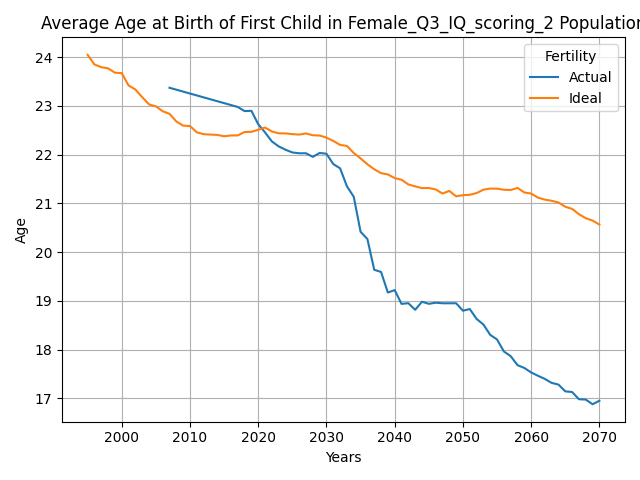 Average Age at Birth of First Child in Female_Q3_IQ_scoring_2 Population
Fertility
Actual
Ideal
24
23
22
21
20
19
18
17
Age
2000
2010
2020
2030
2040
2050
2060
2070
Years